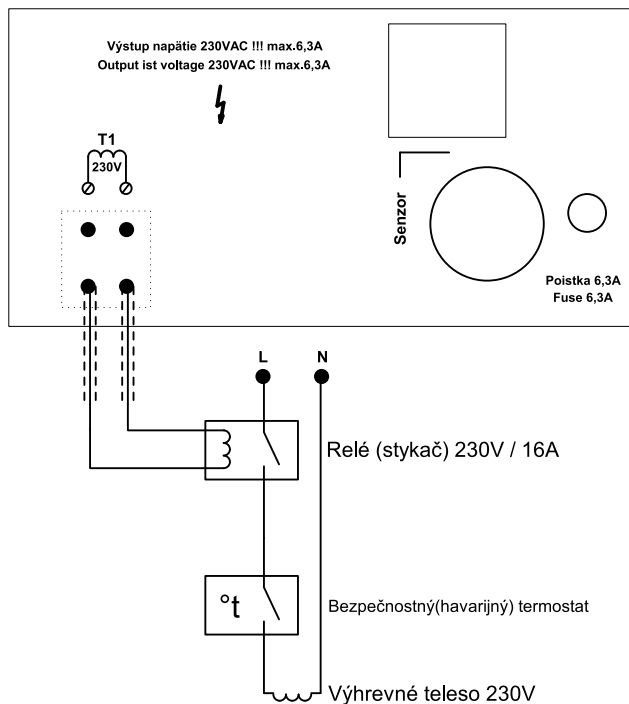 Výstup napätie 230VAC !!! max.6,3A
Output ist voltage 230VAC !!! max.6,3A
T1
230V
Senzor
Poistka 6,3A
Fuse 6,3A
L
N
Relé (stykač) 230V / 16A
°t
Bezpečnostný(havarijný) termostat
Výhrevné teleso 230V